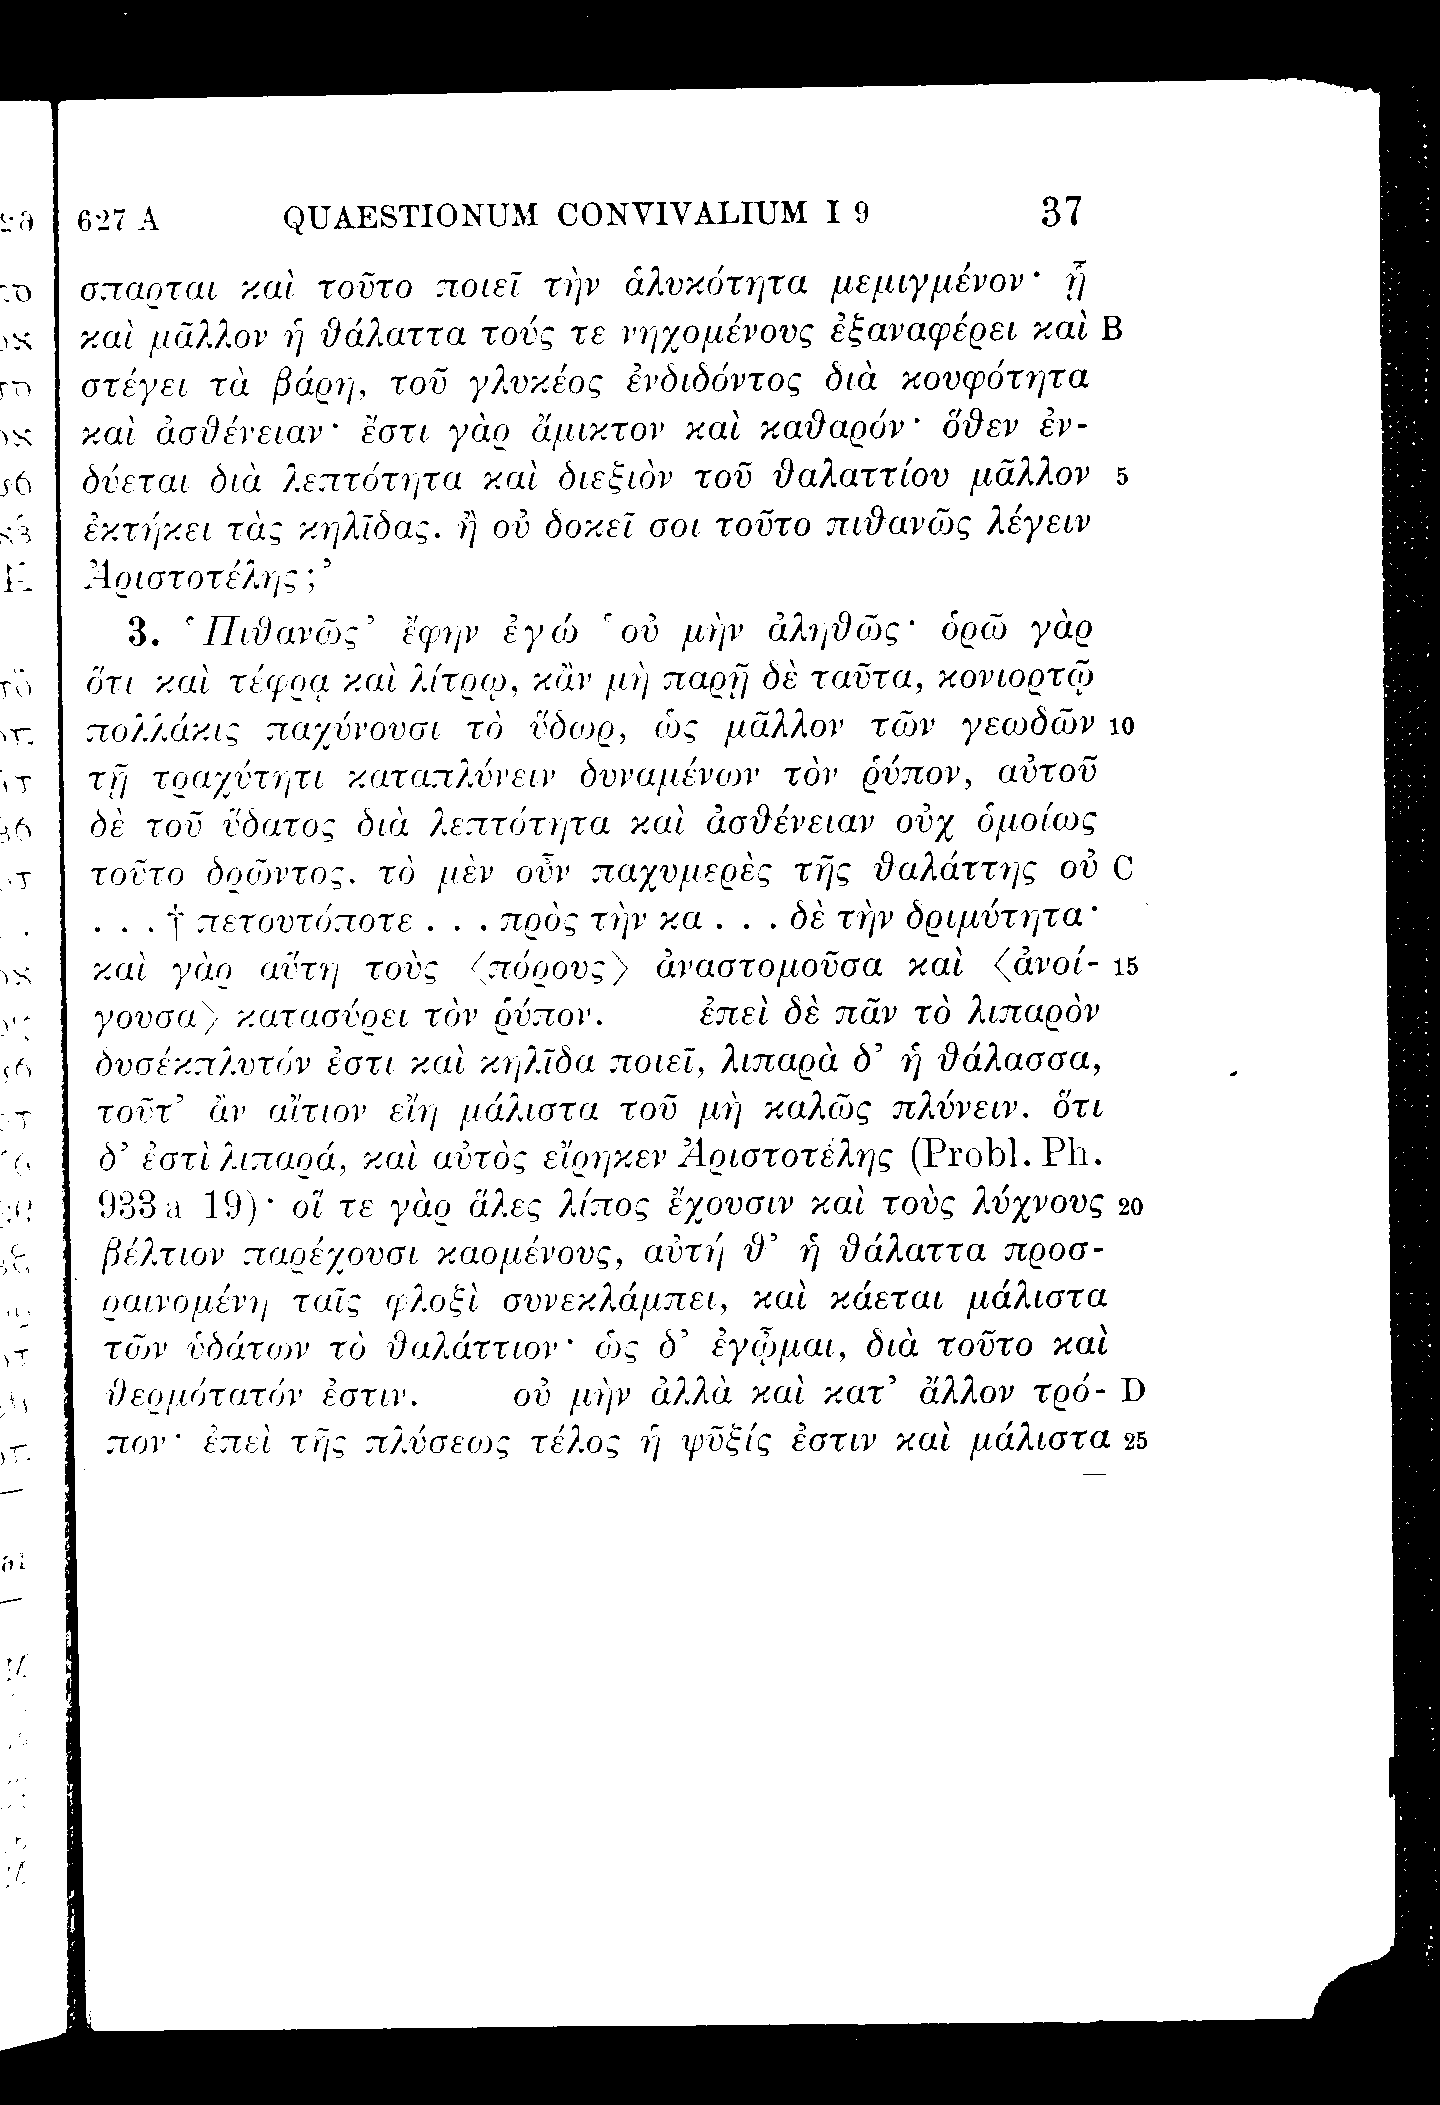 627 A QUAESTIONUM CONVIVALIUM I 9 37
σπαρται καὶ τοῦτο ποιεῖ τὴν ἁλυκότητα μεμιγμένον· ᾗ
καὶ μᾶλλον ἡ θάλαττα τούς τε νηχομένους ἐξαναφέρει καὶ B
στέγει τὰ βάρη, τοῦ γλυκέος ἐνδιδόντος διὰ κουφότητα
καὶ ἀσθένειαν· ἔστι γὰρ ἄμικτον καὶ καθαρόν· ὅθεν ἐν-
δύεται διὰ λεπτότητα καὶ διεξιὸν τοῦ θαλαττίου μᾶλλον 5
ἐκτήκει τὰς κηλῖδας. ἢ οὐ δοκεῖ σοι τοῦτο πιθανῶς λέγειν
Ἀριστοτέλης;’
3. ‘Πιθανῶς’ ἔφην ἐγώ ‘οὐ μὴν ἀληθῶς· ὁρῶ γὰρ
ὅτι καὶ τέφρᾳ καὶ λίτρῳ, κἂν μὴ παρῇ δὲ ταῦτα, κονιορτῷ
πολλάκις παχύνουσι τὸ ὕδωρ, ὡς μᾶλλον τῶν γεωδῶν 10
τῇ τραχύτητι καταπλύνειν δυναμένων τὸν ῥύπον, αὐτοῦ
δὲ τοῦ ὕδατος διὰ λεπτότητα καὶ ἀσθένειαν οὐχ ὁμοίως
τοῦτο δρῶντος. τὸ μὲν οὖν παχυμερὲς τῆς θαλάττης οὐ C
. . . † πετουτόποτε . . . πρὸς τὴν κα . . . δὲ τὴν δριμύτητα·
καὶ γὰρ αὕτη τοὺς 〈πόρους〉 ἀναστομοῦσα καὶ 〈ἀνοί- 15
γουσα〉 κατασύρει τὸν ῥύπον. ἐπεὶ δὲ πᾶν τὸ λιπαρὸν
δυσέκπλυτόν ἐστι καὶ κηλῖδα ποιεῖ, λιπαρὰ δ’ ἡ θάλασσα,
τοῦτ’ ἂν αἴτιον εἴη μάλιστα τοῦ μὴ καλῶς πλύνειν. ὅτι
δ’ ἐστὶ λιπαρά, καὶ αὐτὸς εἴρηκεν Ἀριστοτέλης (Probl. Ph.
933 a 19)· οἵ τε γὰρ ἅλες λίπος ἔχουσιν καὶ τοὺς λύχνους 20
βέλτιον παρέχουσι καομένους, αὐτή θ’ ἡ θάλαττα προσ-
ραινομένη ταῖς φλοξὶ συνεκλάμπει, καὶ κάεται μάλιστα
τῶν ὑδάτων τὸ θαλάττιον· ὡς δ’ ἐγᾦμαι, διὰ τοῦτο καὶ
θερμότατόν ἐστιν. οὐ μὴν ἀλλὰ καὶ κατ’ ἄλλον τρό- D
πον· ἐπεὶ τῆς πλύσεως τέλος ἡ ψῦξίς ἐστιν καὶ μάλιστα 25